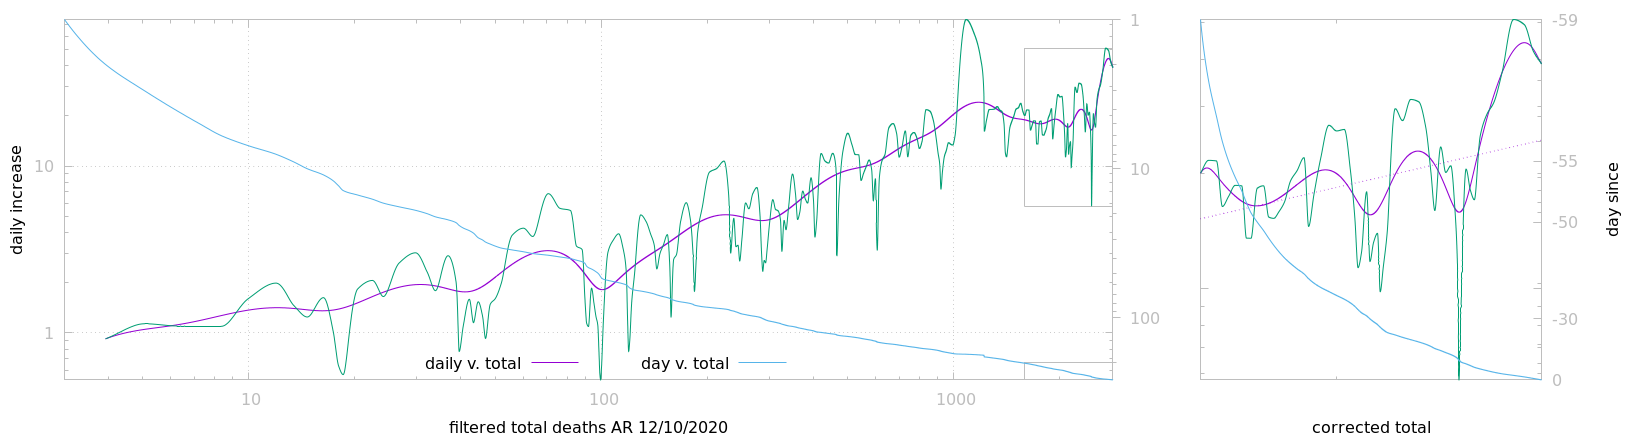 daily increase
10
1
10
100
1000
1
10
100
daily v. total
day v. total
filtered total deaths AR 12/10/2020
-59
-55
-50
-30
0
day since
corrected total